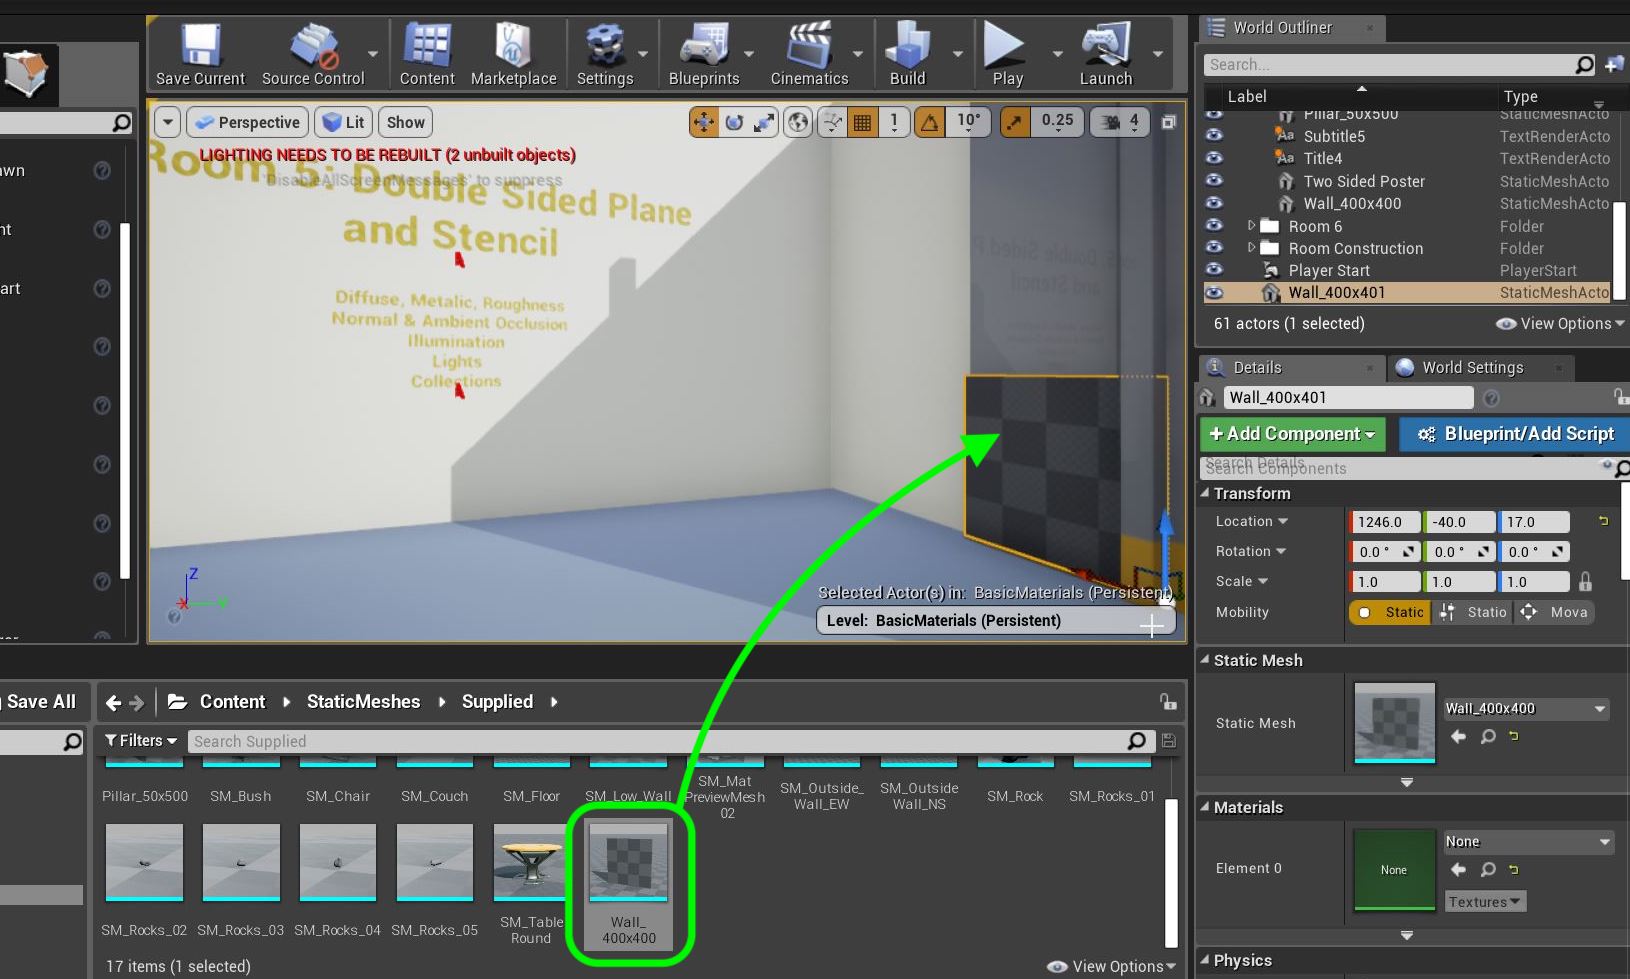 Save Current
Source Control
Content
Marketplace
Settings
Blueprints
Cinematics
Build
Play
Launch
World Outliner
Search...
Label
Type
Pillar_50x500
StaticMeshActo
Subtitle5
TextRenderActo
Title4
TextRenderActo
Two Sided Poster
StaticMeshActo
Wall_400x400
StaticMeshActo
Room 6
Folder
Room Construction
Folder
Player Start
PlayerStart
Wall_400x401
StaticMeshActo
61 actors (1 selected)
View Options
awn
nt
art
Perspective
Lit
Show
1
10°
0.25
4
LIGHTING NEEDS TO BE REBUILT (2 unbuilt objects)
'DisableAllScreenMessages' to suppress
Room 5: Double Sided Plane
and Stencil
Diffuse, Metalic, Roughness
Normal & Ambient Occlusion
Illumination
Lights
Collections
Z
X
Y
Selected Actor(s) in: BasicMaterials (Persistent)
Level: BasicMaterials (Persistent)
Details
World Settings
Wall_400x401
+ Add Component
Blueprint/Add Script
Search Details
Search Components
Transform
Location
1246.0
-40.0
17.0
Rotation
0.0 °
0.0 °
0.0 °
Scale
1.0
1.0
1.0
Mobility
Static
Statio
Mova
Static Mesh
Static Mesh
Wall_400x400
Materials
Element 0
None
None
Textures
Physics
Save All
Content
StaticMeshes
Supplied
Filters
Search Supplied
Pillar_50x500
SM_Bush
SM_Chair
SM_Couch
SM_Floor
SM_Low_Wall
SM_Mat
PreviewMesh
02
SM_Outside_
Wall_EW
SM_Outside
Wall_NS
SM_Rock
SM_Rocks_01
SM_Rocks_02
SM_Rocks_03
SM_Rocks_04
SM_Rocks_05
SM_Table
Round
Wall_
400x400
17 items (1 selected)
View Options